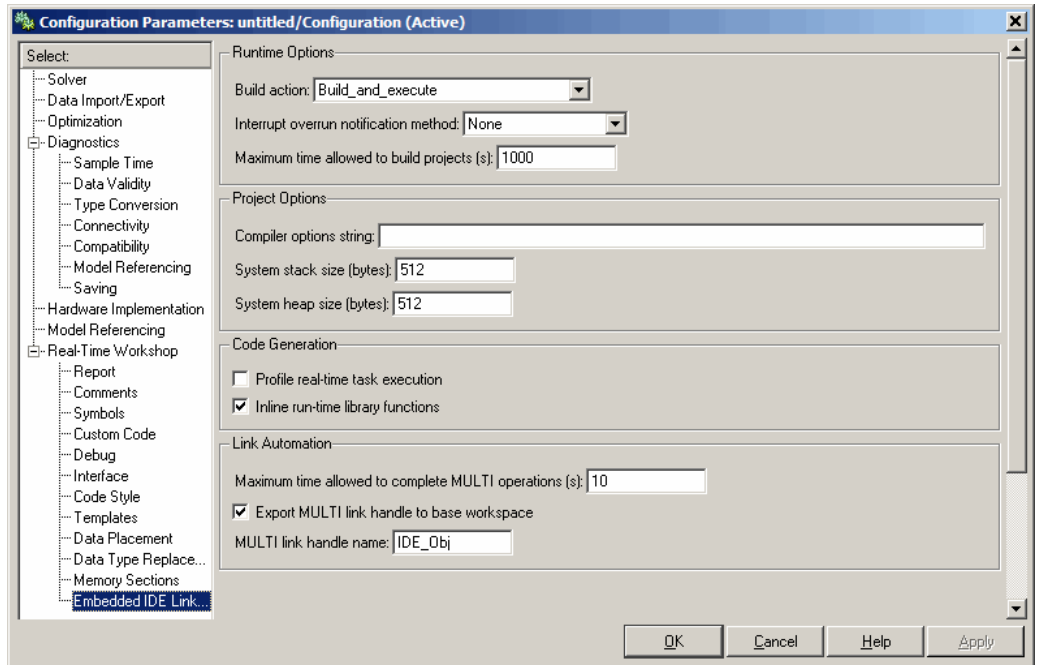 Configuration Parameters: untitled/Configuration (Active)
Select:
Solver
Data Import/Export
Optimization
Diagnostics
Sample Time
Data Validity
Type Conversion
Connectivity
Compatibility
Model Referencing
Saving
Hardware Implementation
Model Referencing
Real-Time Workshop
Report
Comments
Symbols
Custom Code
Debug
Interface
Code Style
Templates
Data Placement
Data Type Replace...
Memory Sections
Embedded IDE Link...
Runtime Options
Build action: Build_and_execute
Interrupt overrun notification method: None
Maximum time allowed to build projects (s): 1000
Project Options
Compiler options string:
System stack size (bytes): 512
System heap size (bytes): 512
Code Generation
Profile real-time task execution
Inline run-time library functions
Link Automation
Maximum time allowed to complete MULTI operations (s): 10
Export MULTI link handle to base workspace
MULTI link handle name: IDE_Obj
OK Cancel Help Apply